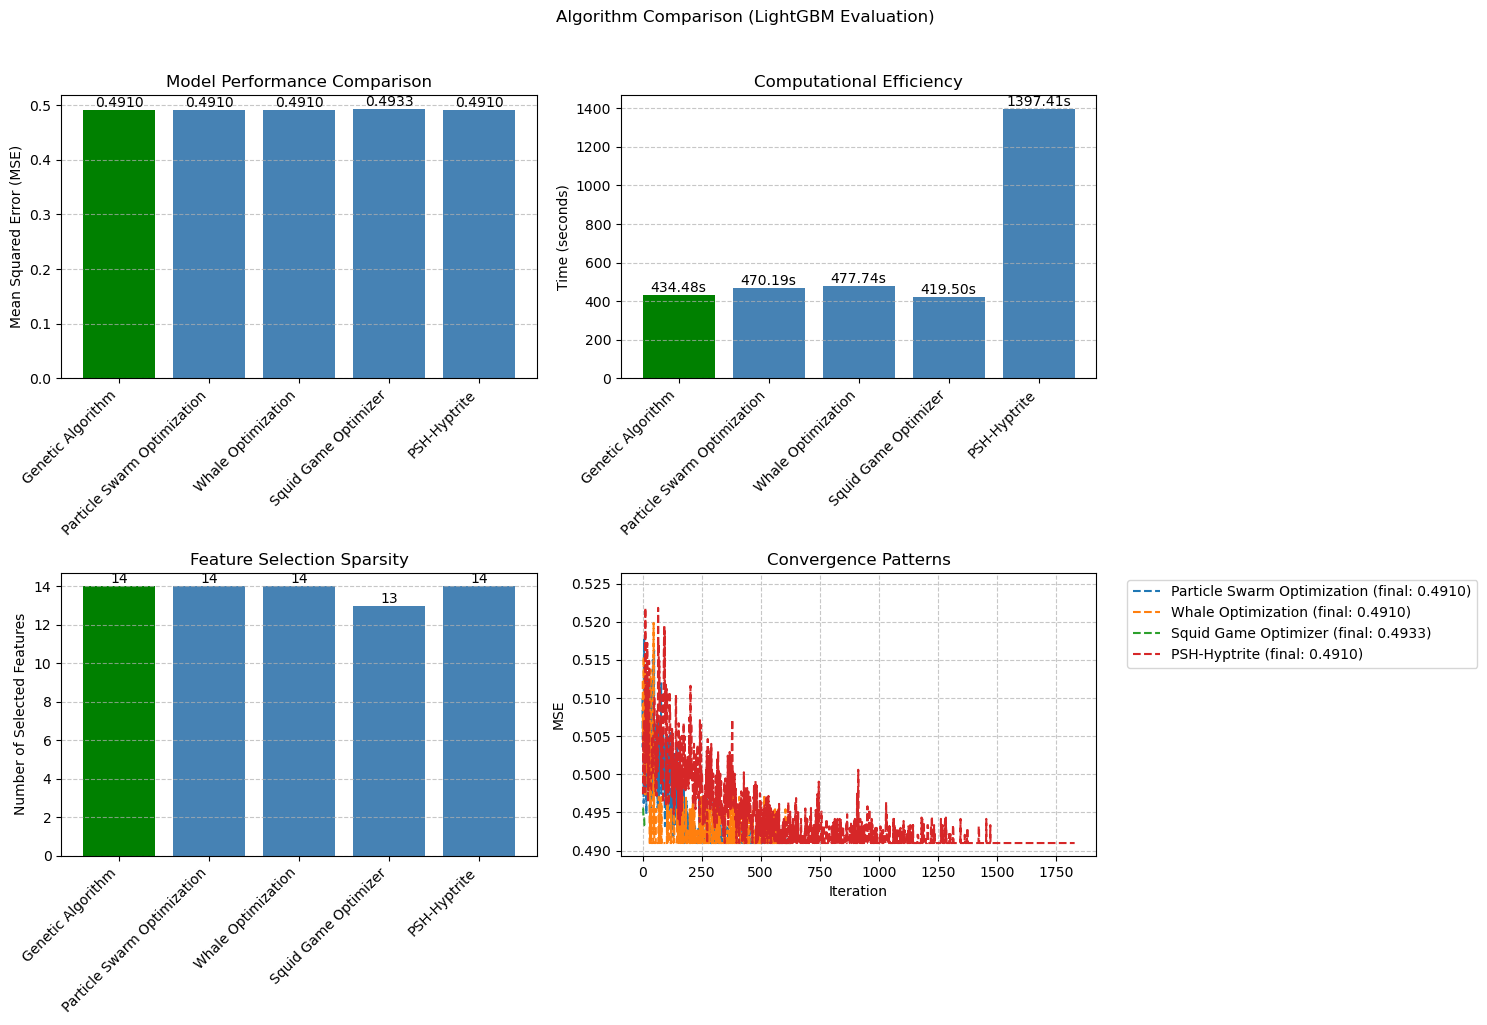 Algorithm Comparison (LightGBM Evaluation)
Model Performance Comparison
Mean Squared Error (MSE)
0.5
0.4
0.3
0.2
0.1
0.0
0.4910
0.4910
0.4910
0.4933
0.4910
Genetic Algorithm
Particle Swarm Optimization
Whale Optimization
Squid Game Optimizer
PSH-Hyptrite
Computational Efficiency
Time (seconds)
1400
1200
1000
800
600
400
200
0
434.48s
470.19s
477.74s
419.50s
1397.41s
Genetic Algorithm
Particle Swarm Optimization
Whale Optimization
Squid Game Optimizer
PSH-Hyptrite
Feature Selection Sparsity
Number of Selected Features
14
12
10
8
6
4
2
0
14
14
14
13
14
Genetic Algorithm
Particle Swarm Optimization
Whale Optimization
Squid Game Optimizer
PSH-Hyptrite
Convergence Patterns
MSE
0.525
0.520
0.515
0.510
0.505
0.500
0.495
0.490
0
250
500
750
1000
1250
1500
1750
Iteration
Particle Swarm Optimization (final: 0.4910)
Whale Optimization (final: 0.4910)
Squid Game Optimizer (final: 0.4933)
PSH-Hyptrite (final: 0.4910)